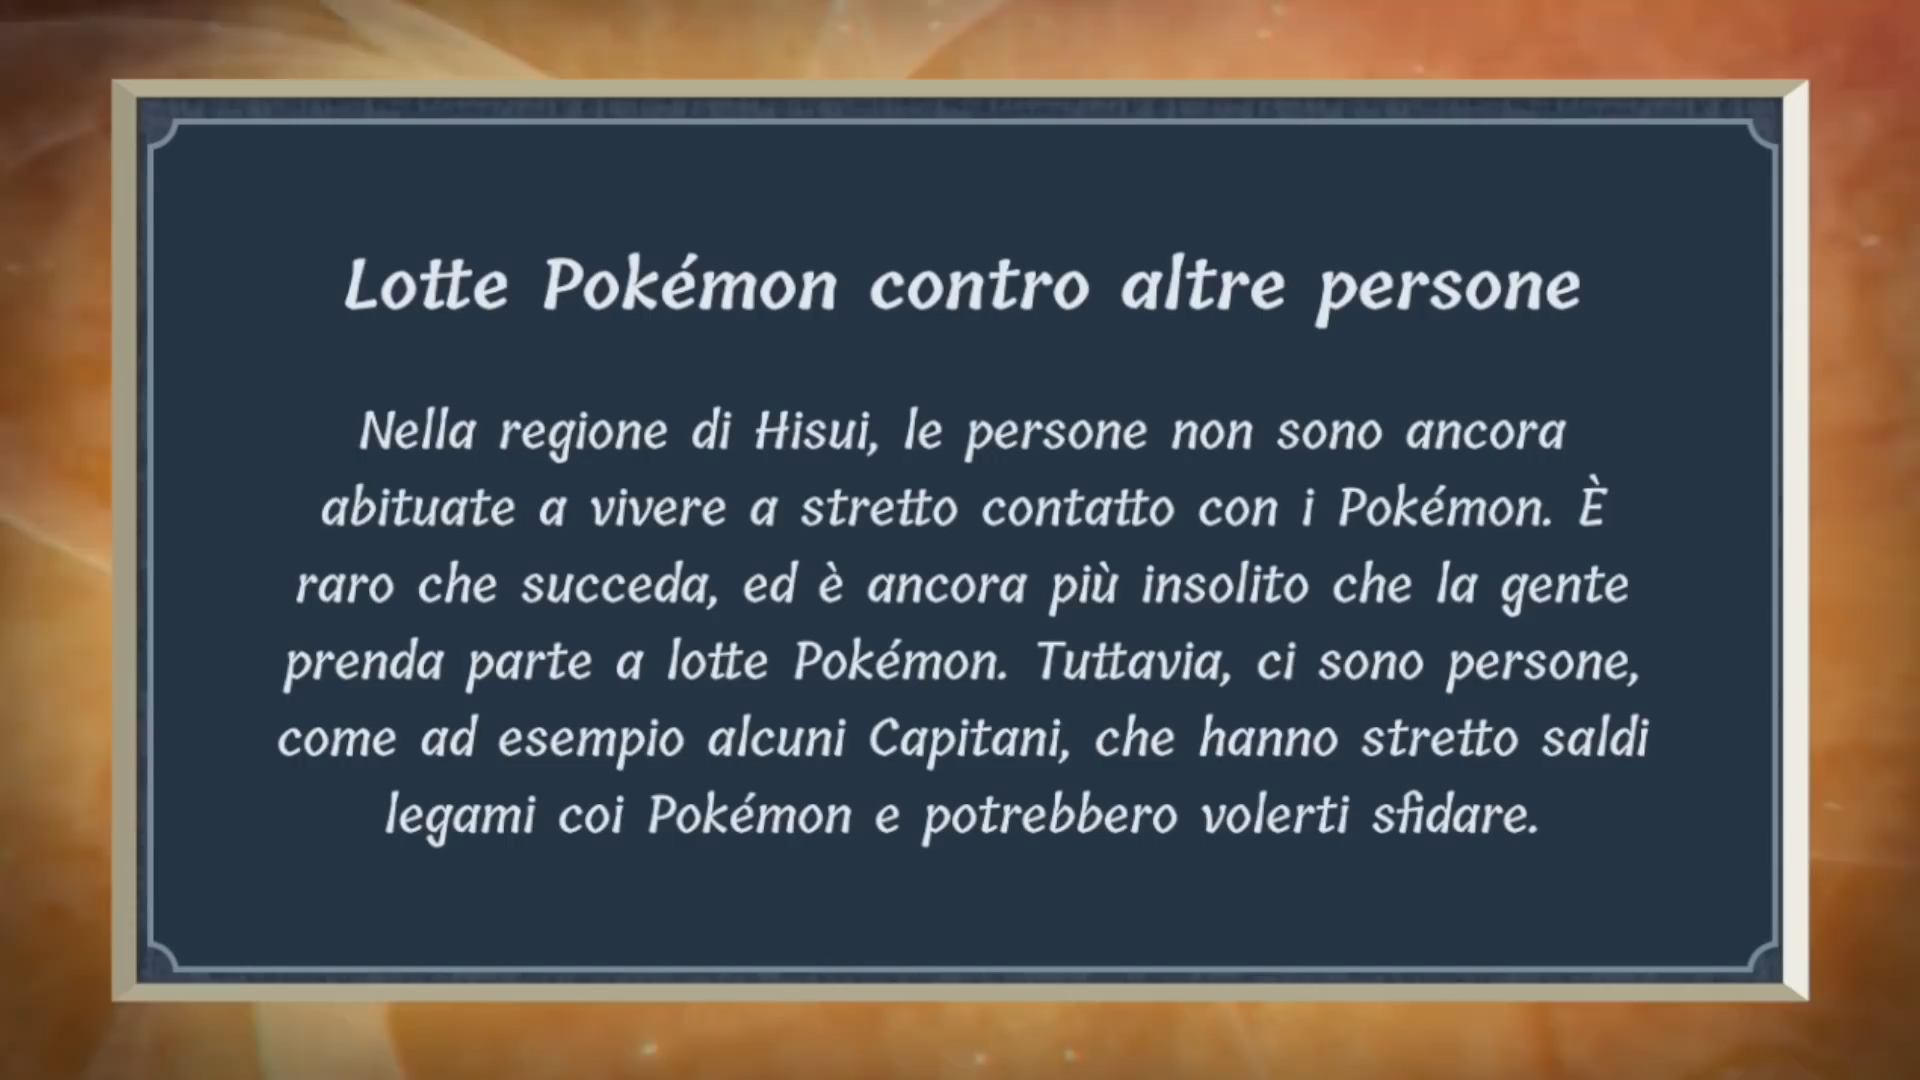 Lotte Pokémon contro altre persone
Nella regione di Hisui, le persone non sono ancora
abituate a vivere a stretto contatto con i Pokémon. È
raro che succeda, ed è ancora più insolito che la gente
prenda parte a lotte Pokémon. Tuttavia, ci sono persone,
come ad esempio alcuni Capitani, che hanno stretto saldi
legami coi Pokémon e potrebbero volerti sfidare.